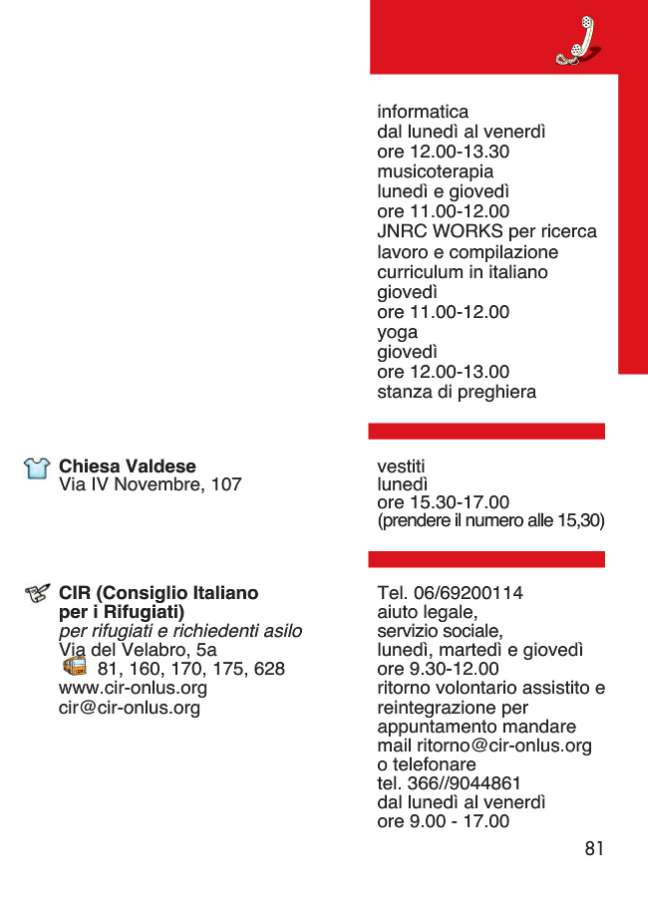 informatica
dal lunedì al venerdì
ore 12.00-13.30
musicoterapia
lunedì e giovedì
ore 11.00-12.00
JNRC WORKS per ricerca
lavoro e compilazione
curriculum in italiano
giovedì
ore 11.00-12.00
yoga
giovedì
ore 12.00-13.00
stanza di preghiera
Chiesa Valdese
Via IV Novembre, 107
vestiti
lunedì
ore 15.30-17.00
(prendere il numero alle 15,30)
CIR (Consiglio Italiano
per i Rifugiati)
per rifugiati e richiedenti asilo
Via del Velabro, 5a
81, 160, 170, 175, 628
www.cir-onlus.org
cir@cir-onlus.org
Tel. 06/69200114
aiuto legale,
servizio sociale,
lunedì, martedì e giovedì
ore 9.30-12.00
ritorno volontario assistito e
reintegrazione per
appuntamento mandare
mail ritorno@cir-onlus.org
o telefonare
tel. 366//9044861
dal lunedì al venerdì
ore 9.00 - 17.00
81